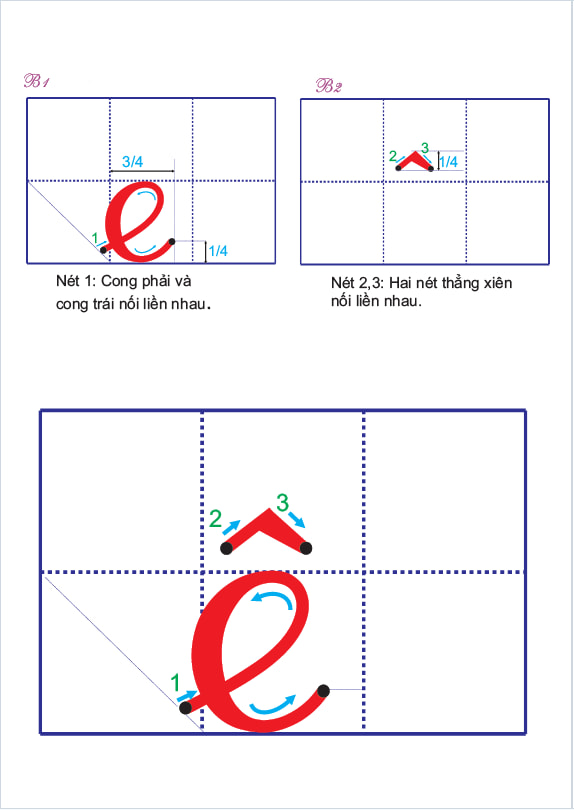 B1
B2
3/4
1
1/4
2
3
1/4
Nét 1: Cong phải và
cong trái nối liền nhau.
Nét 2,3: Hai nét thẳng xiên
nối liền nhau.
2
3
1
ê